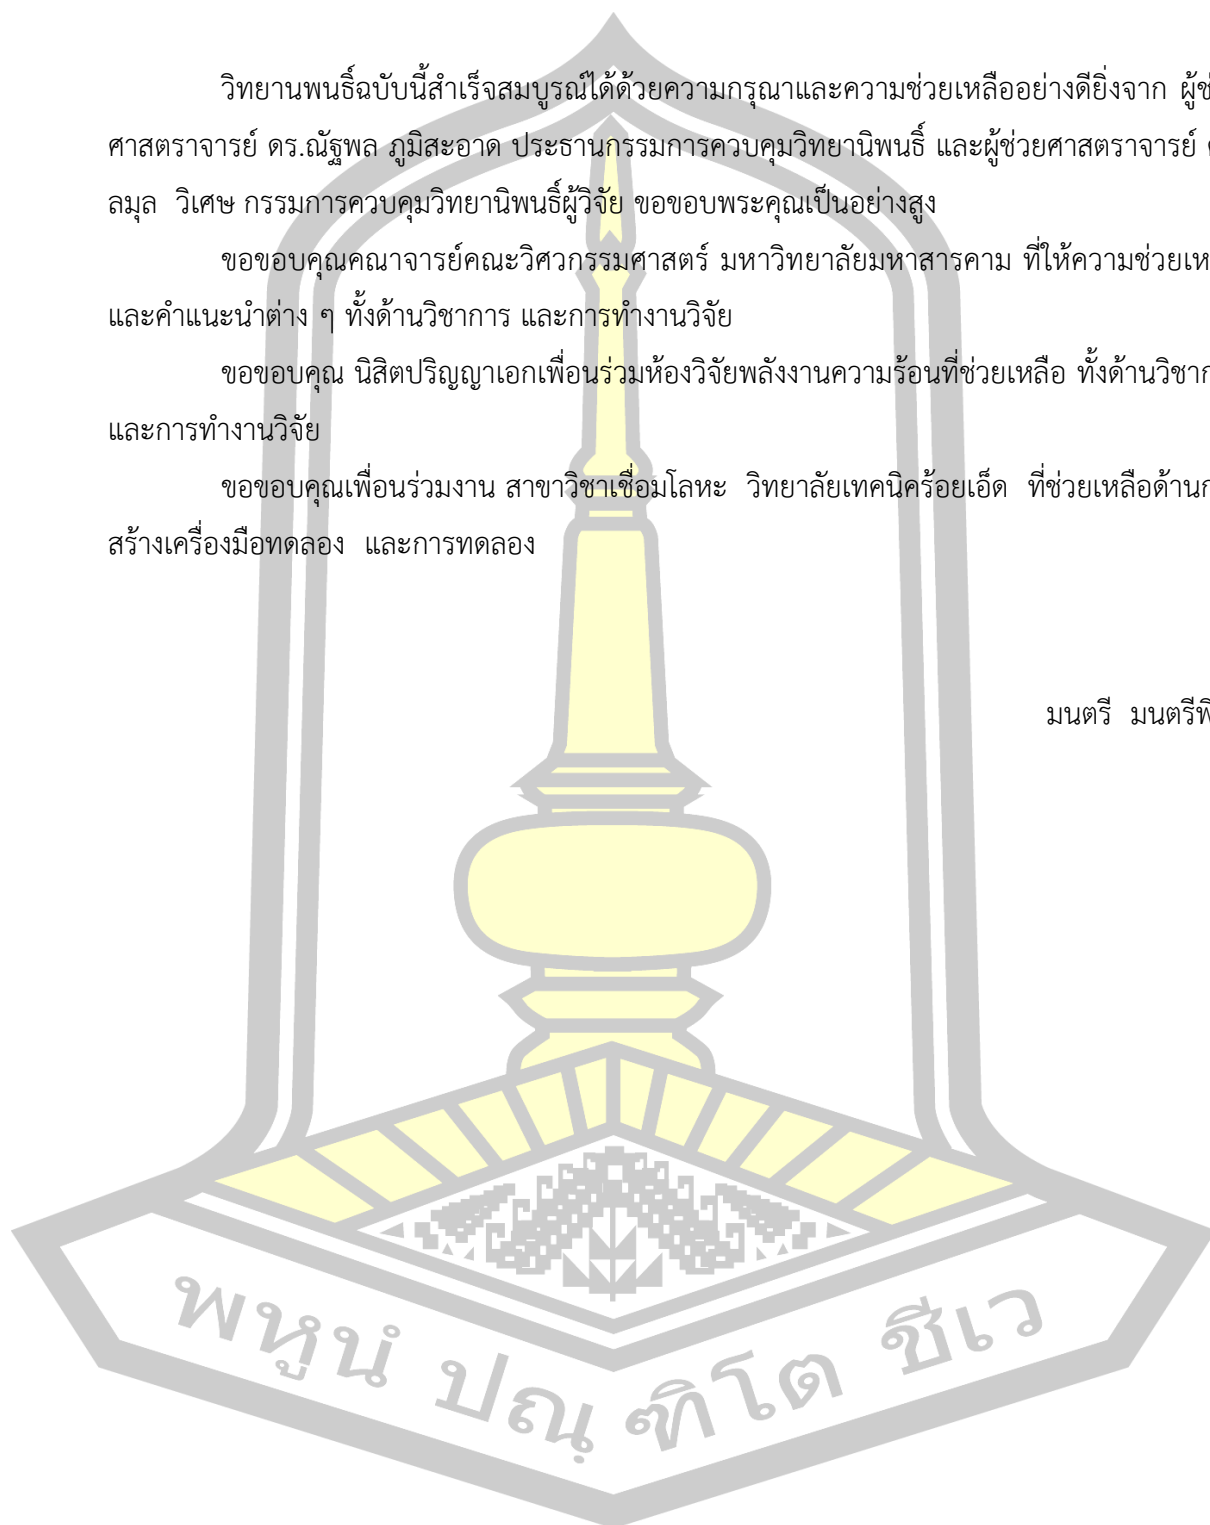 วิทยานพนธิ์ฉบับนี้สำเร็จสมบูรณ์ได้ด้วยความกรุณาและความช่วยเหลืออย่างดียิ่งจาก
ศาสตราจารย์ ดร.ณัฐพล ภูมิสะอาด ประธานกรรมการควบคุมวิทยานิพนธิ์ และผู้ช่วยศาสตราจารย์
ลมุล วิเศษ กรรมการควบคุมวิทยานิพนธิ์ผู้วิจัย ขอขอบพระคุณเป็นอย่างสูง
ขอขอบคุณคณาจารย์คณะวิศวกรรมศาสตร์ มหาวิทยาลัยมหาสารคาม ที่ให้ความช่วยเห
และคำแนะนำต่าง ๆ ทั้งด้านวิชาการ และการทำงานวิจัย
ขอขอบคุณ นิสิตปริญญาเอกเพื่อนร่วมห้องวิจัยพลังงานความร้อนที่ช่วยเหลือ ทั้งด้านวิชาก
และการทำงานวิจัย
ขอขอบคุณเพื่อนร่วมงาน สาขาวิชาเชื่อมโลหะ วิทยาลัยเทคนิคร้อยเอ็ด ที่ช่วยเหลือด้านก
สร้างเครื่องมือทดลอง และการทดลอง
มนตรี มนตรีพิ
พหูนํ ปณฺฑิโต ชีเว